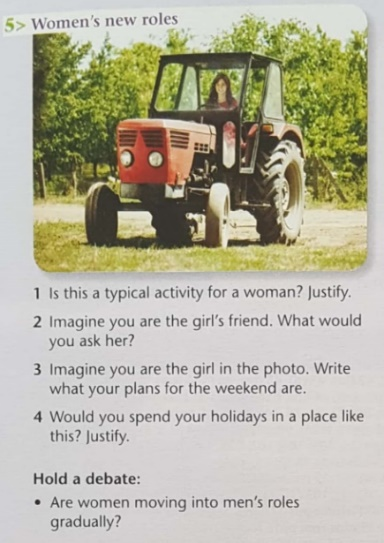 5> Women's new roles
1 Is this a typical activity for a woman? Justify.
2 Imagine you are the girl's friend. What would
you ask her?
3 Imagine you are the girl in the photo. Write
what your plans for the weekend are.
4 Would you spend your holidays in a place like
this? Justify.
Hold a debate:
• Are women moving into men's roles
gradually?